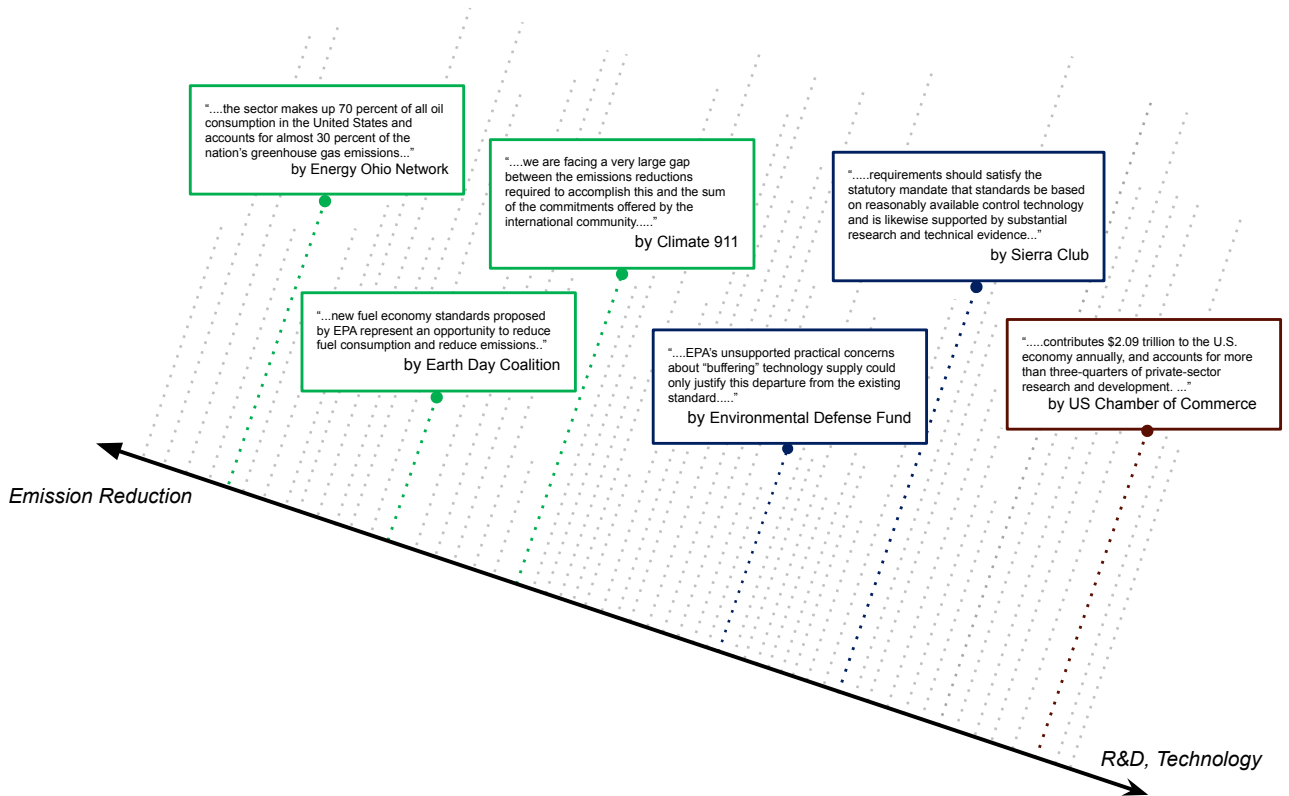 “....the sector makes up 70 percent of all oil
consumption in the United States and
accounts for almost 30 percent of the
nation’s greenhouse gas emissions...”
by Energy Ohio Network
“....we are facing a very large gap
between the emissions reductions
required to accomplish this and the sum
of the commitments offered by the
international community.....”
by Climate 911
“.....requirements should satisfy the
statutory mandate that standards be based
on reasonably available control technology
and is likewise supported by substantial
research and technical evidence...”
by Sierra Club
“...new fuel economy standards proposed
by EPA represent an opportunity to reduce
fuel consumption and reduce emissions..”
by Earth Day Coalition
“....EPA’s unsupported practical concerns
about “buffering” technology supply could
only justify this departure from the existing
standard.....”
by Environmental Defense Fund
“.....contributes $2.09 trillion to the U.S.
economy annually, and accounts for more
than three-quarters of private-sector
research and development. ...”
by US Chamber of Commerce
Emission Reduction
R&D, Technology